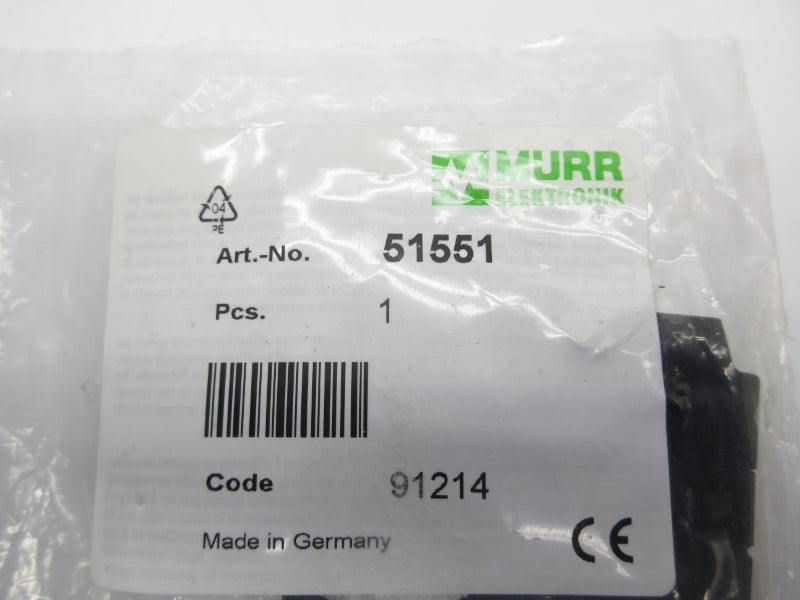 MURR
ELEKTRONIK
04
PE
Art.-No. 51551
Pcs. 1
Code 91214
Made in Germany CE